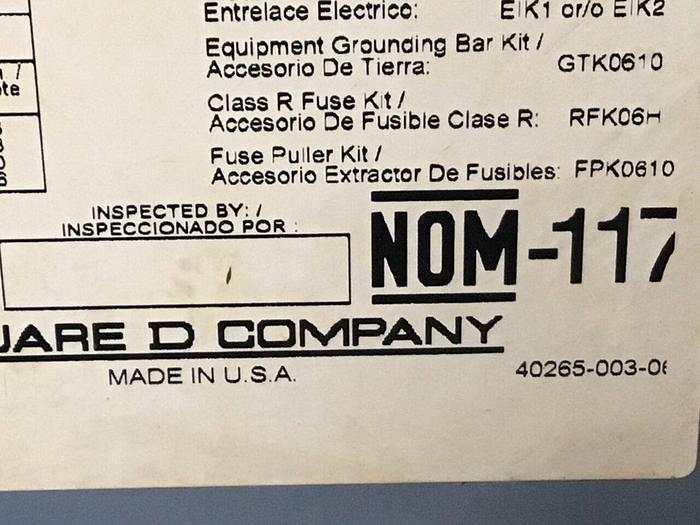 Entrelace Electrico: EIK1 or/o EIK2
Equipment Grounding Bar Kit /
Accesorio De Tierra: GTK0610
Class R Fuse Kit /
Accesorio De Fusible Clase R: RFK06H
Fuse Puller Kit /
Accesorio Extractor De Fusibles: FPK0610
INSPECTED BY: /
INSPECCIONADO POR :
NOM-117
UARE D COMPANY
MADE IN U.S.A.
40265-003-06